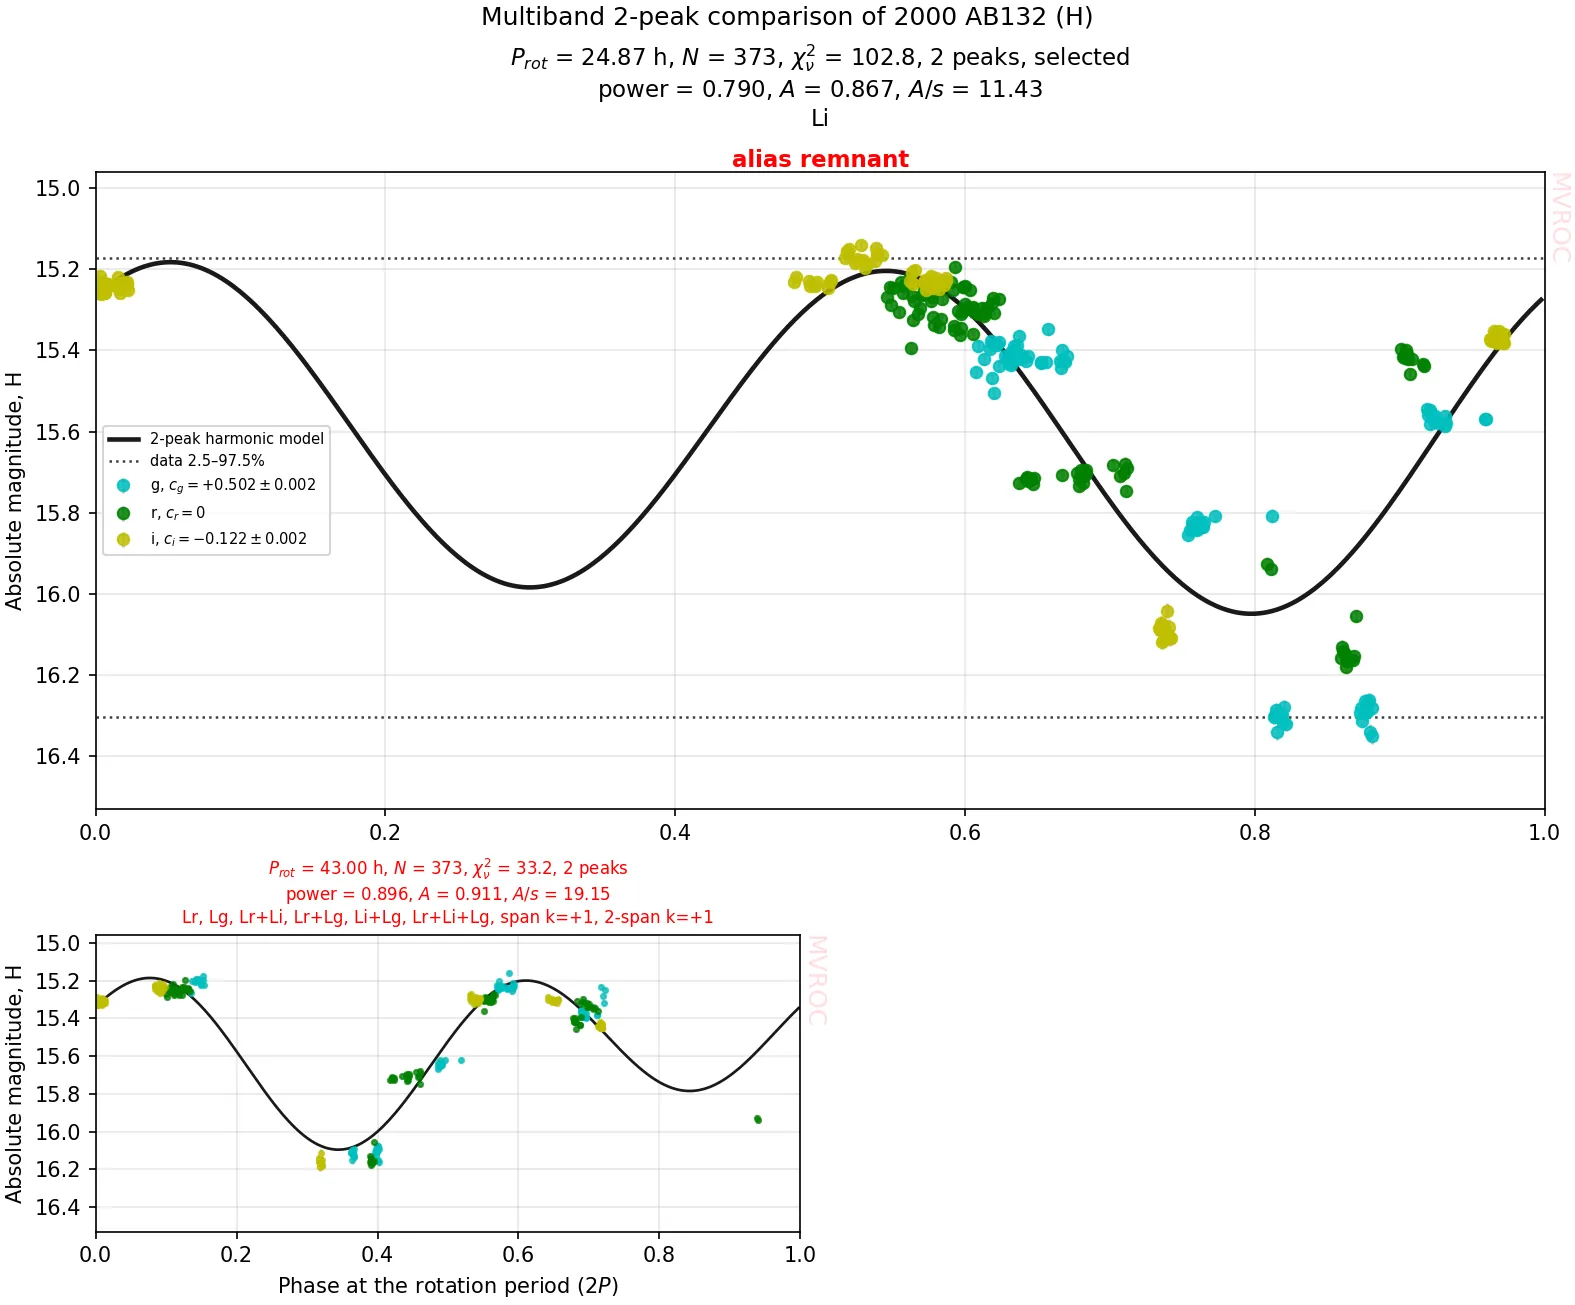 Multiband 2-peak comparison of 2000 AB132 (H)
P_rot = 24.87 h, N = 373, χ²_ν = 102.8, 2 peaks, selected
power = 0.790, A = 0.867, A/s = 11.43
Li
alias remnant
MVROC
Absolute magnitude, H
15.0
15.2
15.4
15.6
15.8
16.0
16.2
16.4
2-peak harmonic model
data 2.5–97.5%
g, c_g = +0.502 ± 0.002
r, c_r = 0
i, c_i = −0.122 ± 0.002
0.0 0.2 0.4 0.6 0.8 1.0
P_rot = 43.00 h, N = 373, χ²_ν = 33.2, 2 peaks
power = 0.896, A = 0.911, A/s = 19.15
Lr, Lg, Lr+Li, Lr+Lg, Li+Lg, Lr+Li+Lg, span k=+1, 2-span k=+1
MVROC
Absolute magnitude, H
15.0
15.2
15.4
15.6
15.8
16.0
16.2
16.4
0.0 0.2 0.4 0.6 0.8 1.0
Phase at the rotation period (2P)